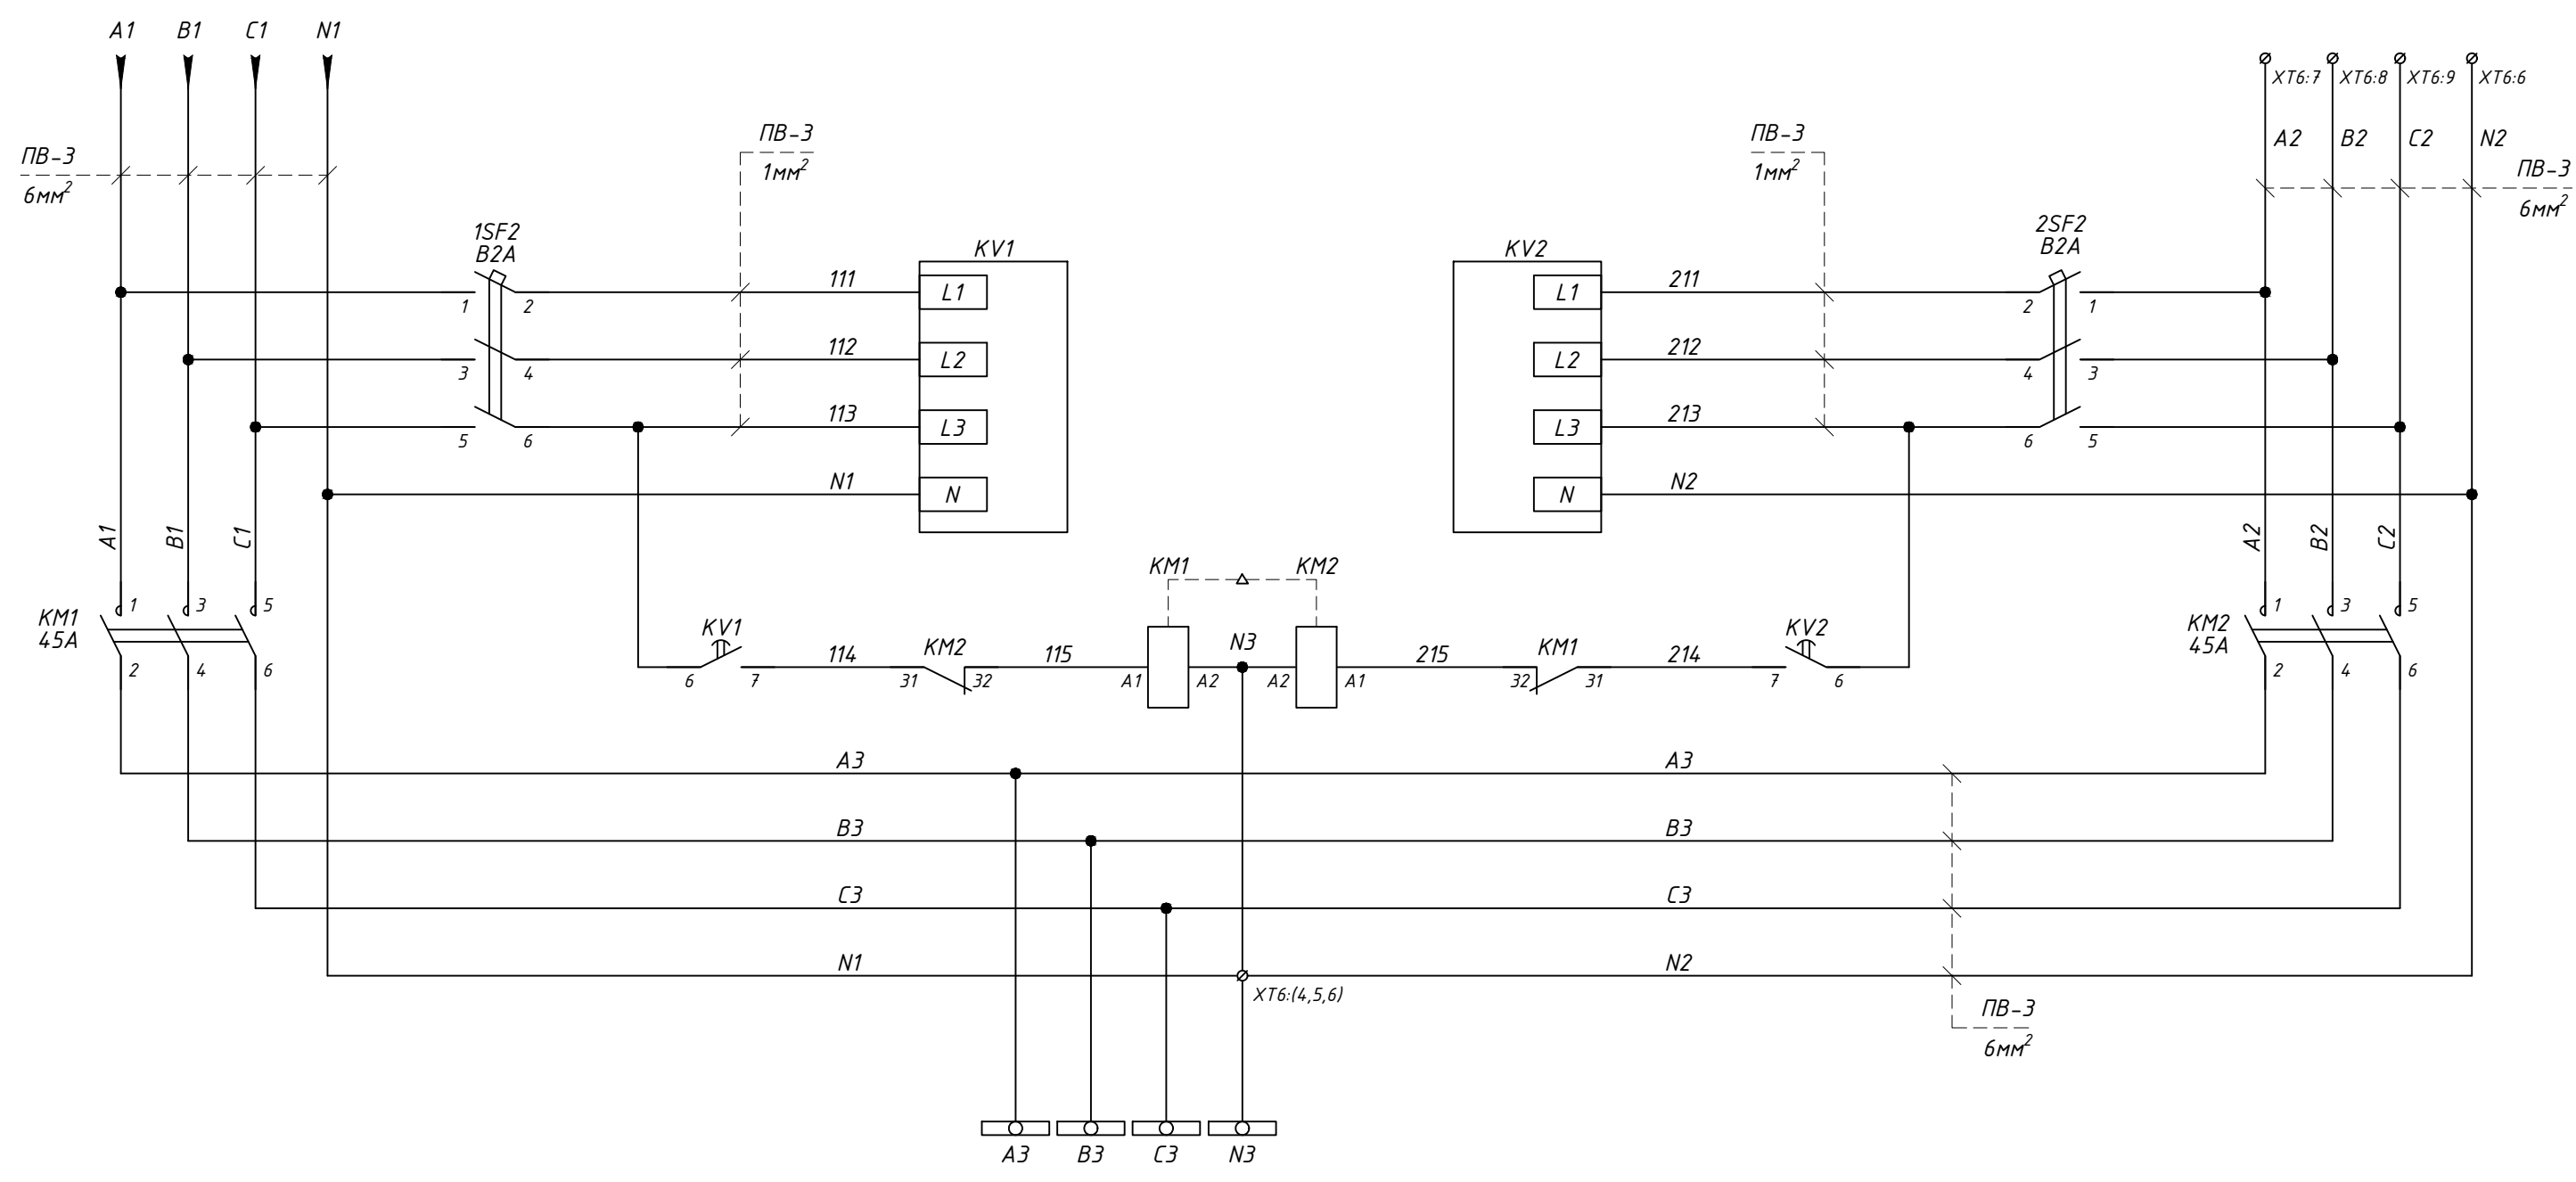 A1 B1 C1 N1
XT6:7 XT6:8 XT6:9 XT6:6
A2 B2 C2 N2
ПВ-3
6мм²
ПВ-3
1мм²
ПВ-3
1мм²
ПВ-3
6мм²
1SF2
B2A
KV1
KV2
2SF2
B2A
1 2 111 L1
L1 211 2 1
3 4 112 L2
L2 212 4 3
5 6 113 L3
L3 213 6 5
N1 N
N N2
A1 B1 C1
A2 B2 C2
KM1 KM2
KM1
45A
1 3 5
2 4 6
KV1
6 7
114
KM2
31 32
115
A1 A2
N3
A2 A1
215
KM1
32 31
214
KV2
7 6
KM2
45A
1 3 5
2 4 6
A3 A3
B3 B3
C3 C3
N1 N2
XT6:(4,5,6)
ПВ-3
6мм²
A3 B3 C3 N3